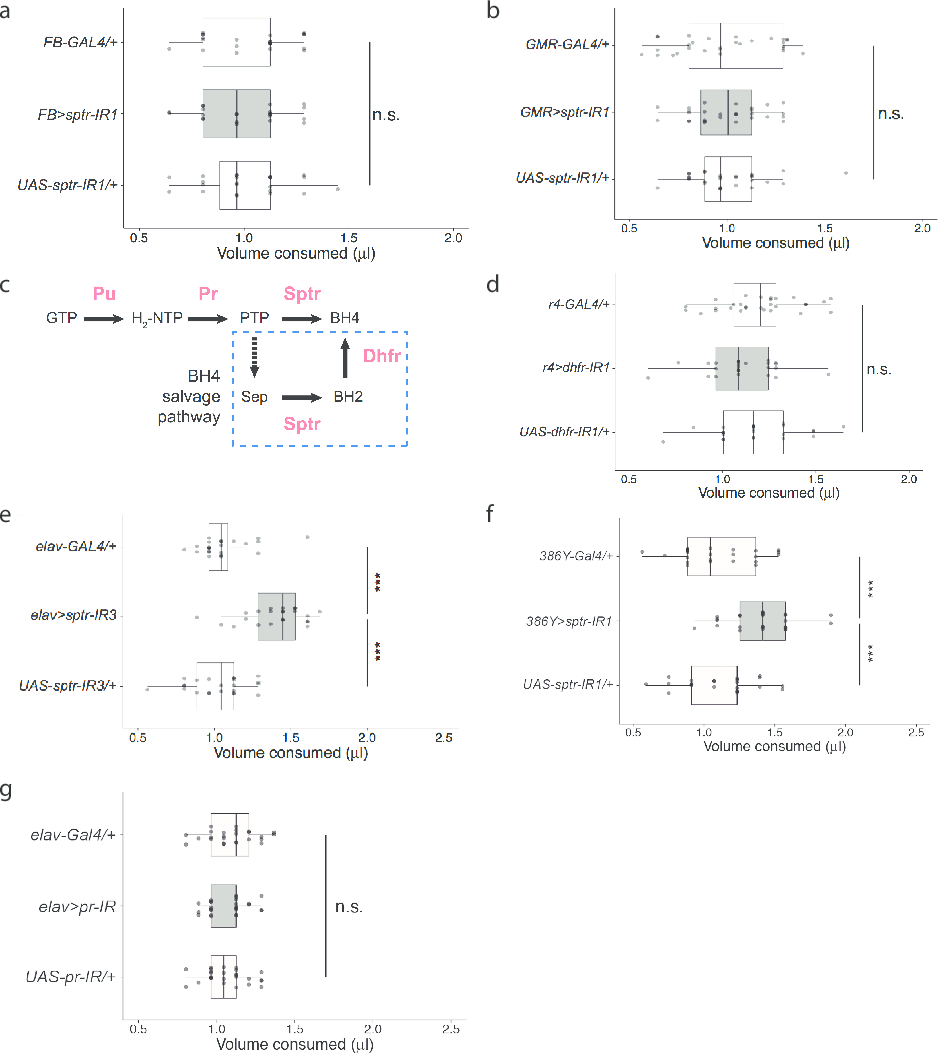 a
FB-GAL4/+
FB>sptr-IR1
UAS-sptr-IR1/+
n.s.
0.5 1.0 1.5 2.0
Volume consumed (μl)
b
GMR-GAL4/+
GMR>sptr-IR1
UAS-sptr-IR1/+
n.s.
0.5 1.0 1.5 2.0
Volume consumed (μl)
c
Pu Pr Sptr
GTP H2-NTP PTP BH4
Dhfr
BH4
salvage
pathway
Sep BH2
Sptr
d
r4-GAL4/+
r4>dhfr-IR1
UAS-dhfr-IR1/+
n.s.
0.5 1.0 1.5 2.0
Volume consumed (μl)
e
elav-GAL4/+
elav>sptr-IR3
UAS-sptr-IR3/+
***
***
0.5 1.0 1.5 2.0 2.5
Volume consumed (μl)
f
386Y-Gal4/+
386Y>sptr-IR1
UAS-sptr-IR1/+
***
***
0.5 1.0 1.5 2.0 2.5
Volume consumed (μl)
g
elav-Gal4/+
elav>pr-IR
UAS-pr-IR/+
n.s.
0.5 1.0 1.5 2.0 2.5
Volume consumed (μl)